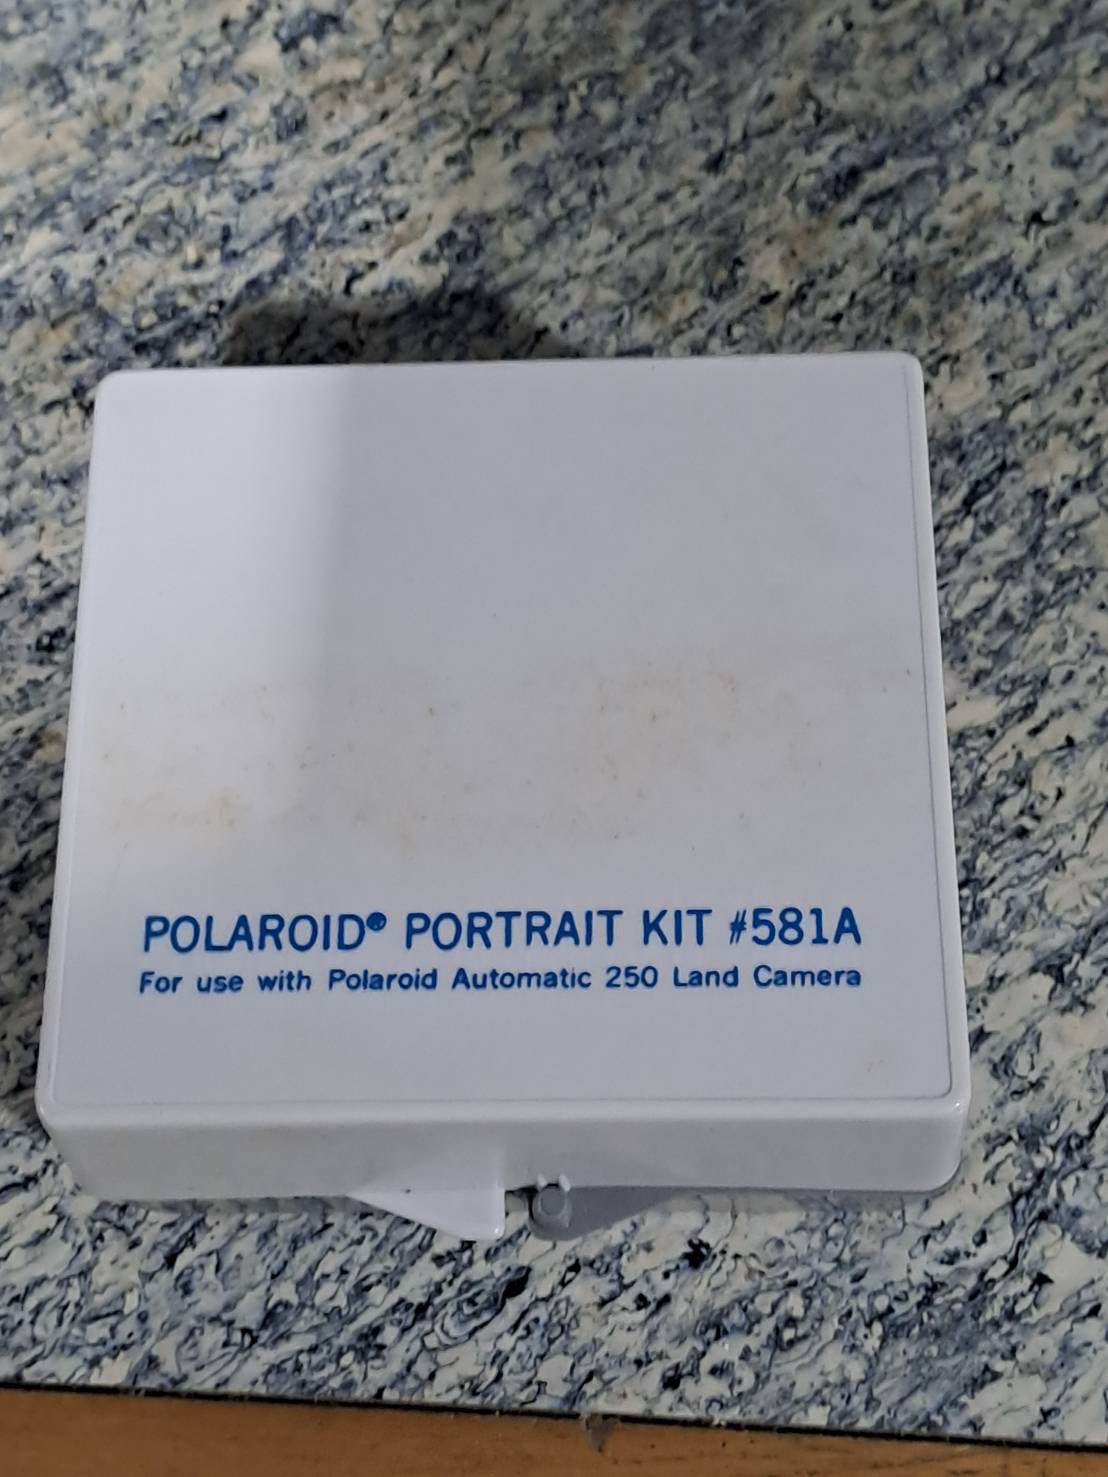 POLAROID® PORTRAIT KIT #581A
For use with Polaroid Automatic 250 Land Camera